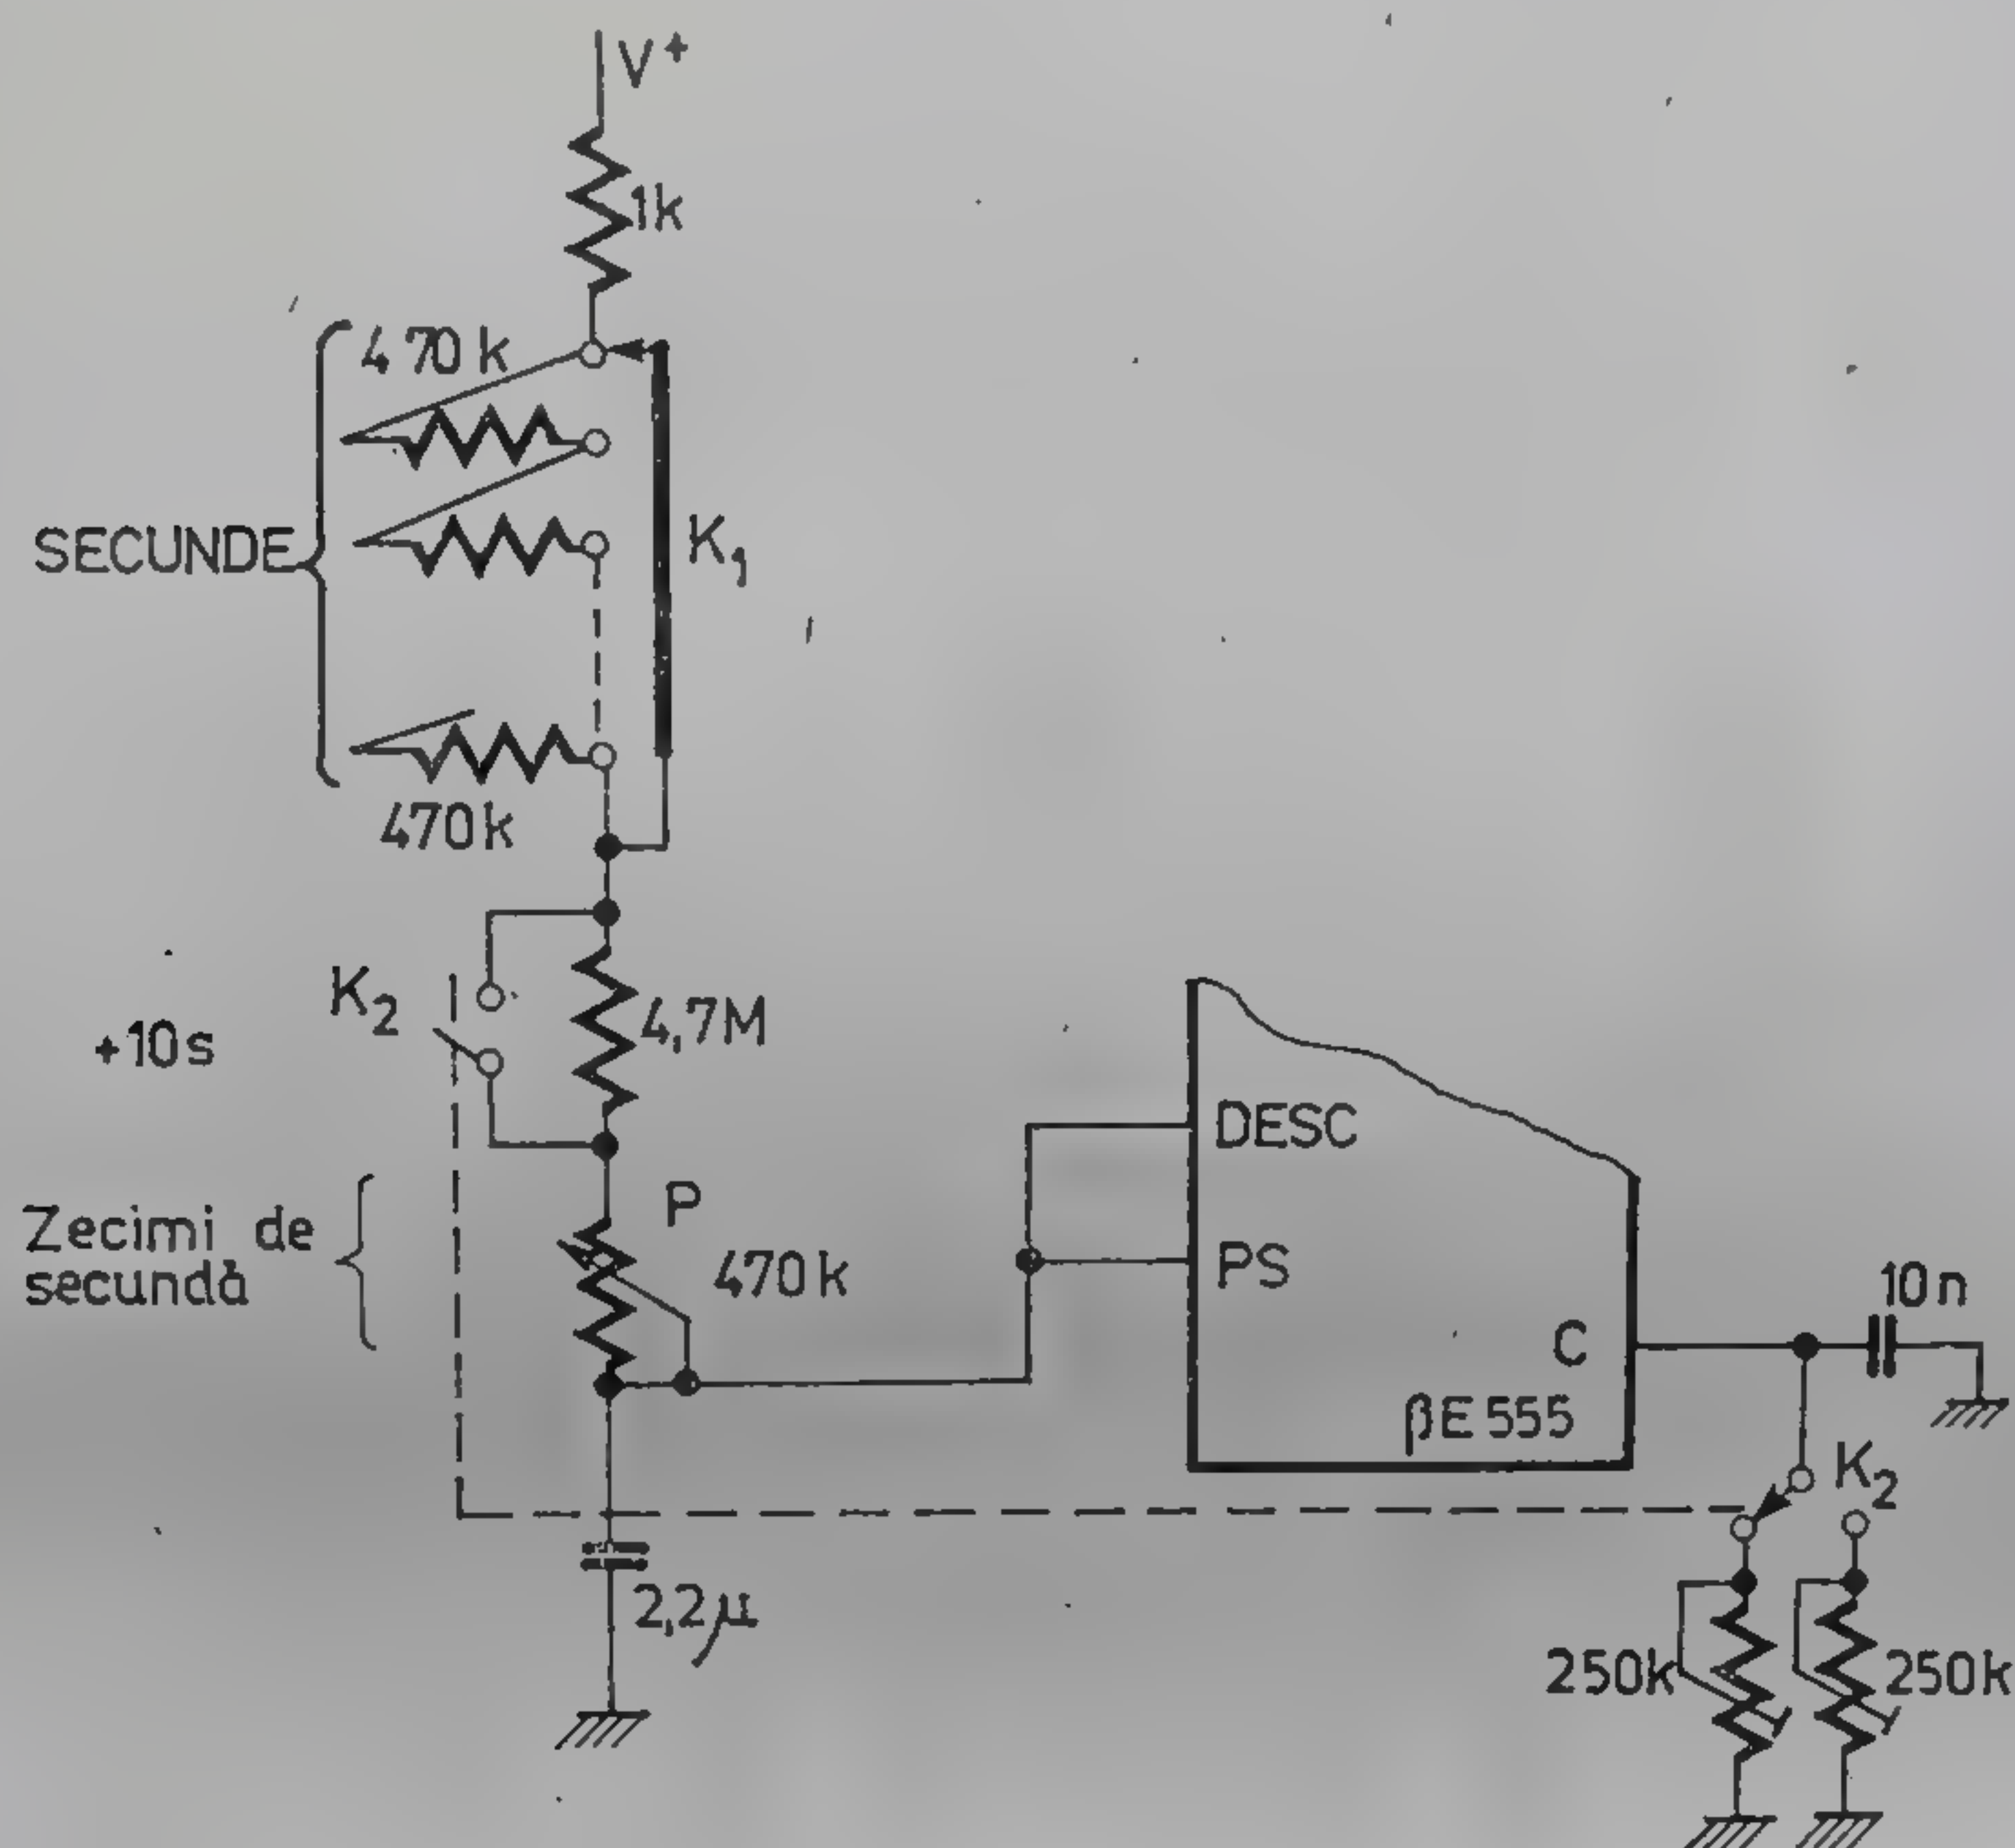 V+
1k
470k
SECUNDE
K1
470k
K2
+10s
4,7M
DESC
Zecimi de
secundă
P
470k
PS
C
10n
βE555
K2
2,2µ
250k
250k